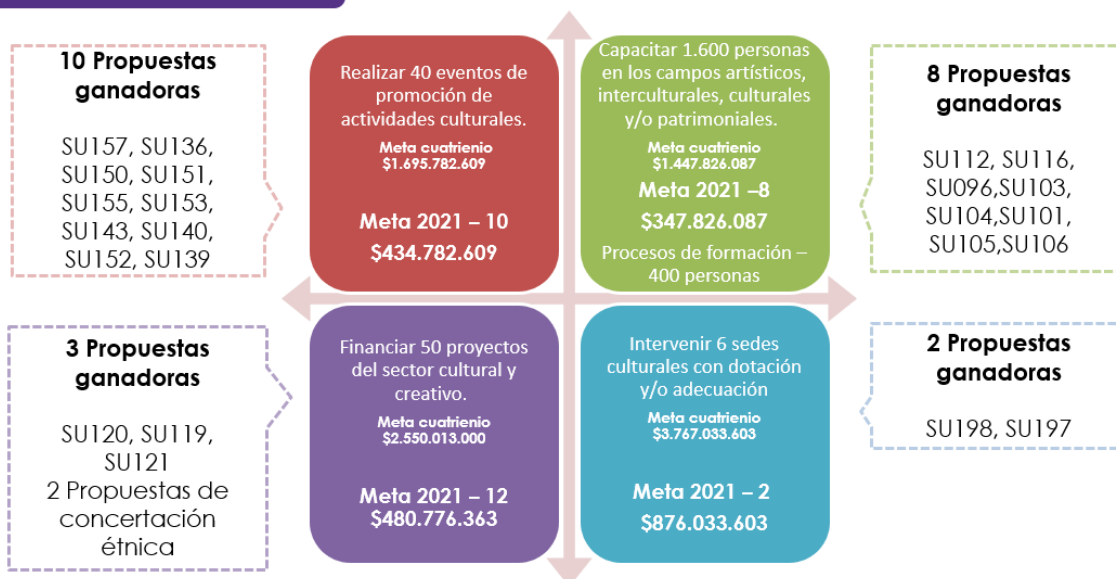 10 Propuestas
ganadoras
SU157, SU136,
SU150, SU151,
SU155, SU153,
SU143, SU140,
SU152, SU139
Realizar 40 eventos de
promoción de
actividades culturales.
Meta cuatrienio
$1.695.782.609
Meta 2021 – 10
$434.782.609
Capacitar 1.600 personas
en los campos artísticos,
interculturales, culturales
y/o patrimoniales.
Meta cuatrienio
$1.447.826.087
Meta 2021 –8
$347.826.087
Procesos de formación –
400 personas
8 Propuestas
ganadoras
SU112, SU116,
SU096,SU103,
SU104,SU101,
SU105,SU106
3 Propuestas
ganadoras
SU120, SU119,
SU121
2 Propuestas de
concertación
étnica
Financiar 50 proyectos
del sector cultural y
creativo.
Meta cuatrienio
$2.550.013.000
Meta 2021 – 12
$480.776.363
Intervenir 6 sedes
culturales con dotación
y/o adecuación
Meta cuatrienio
$3.767.033.603
Meta 2021 – 2
$876.033.603
2 Propuestas
ganadoras
SU198, SU197